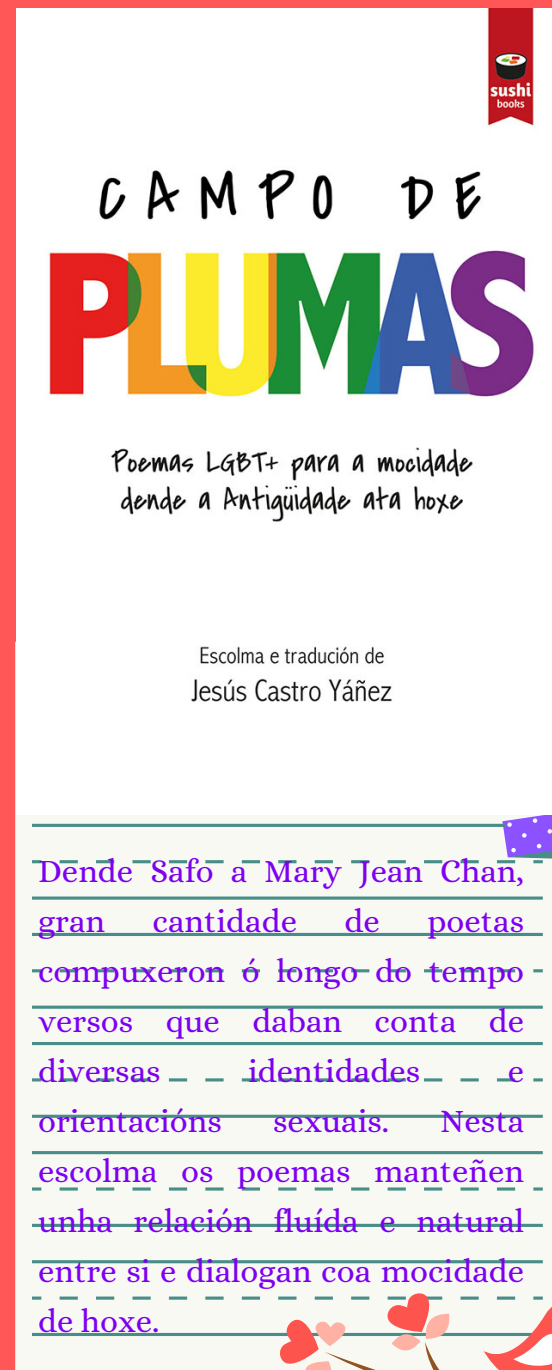 sushi
books
CAMPO DE
PLUMAS
Poemas LGBT+ para a mocidade
dende a Antigüidade ata hoxe
Escolma e tradución de
Jesús Castro Yáñez
Dende Safo a Mary Jean Chan,
gran cantidade de poetas
compuxeron ó longo do tempo
versos que daban conta de
diversas identidades e
orientacións sexuais. Nesta
escolma os poemas manteñen
unha relación fluída e natural
entre si e dialogan coa mocidade
de hoxe.